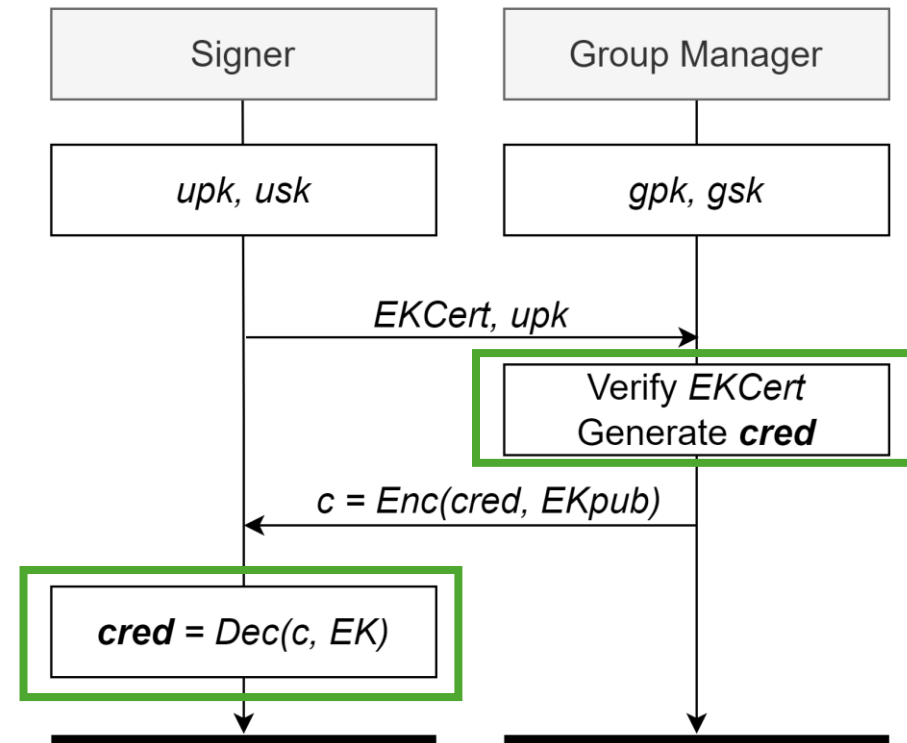 Signer
Group Manager
upk, usk
gpk, gsk
EKCert, upk
Verify EKCert
Generate cred
c = Enc(cred, EKpub)
cred = Dec(c, EK)